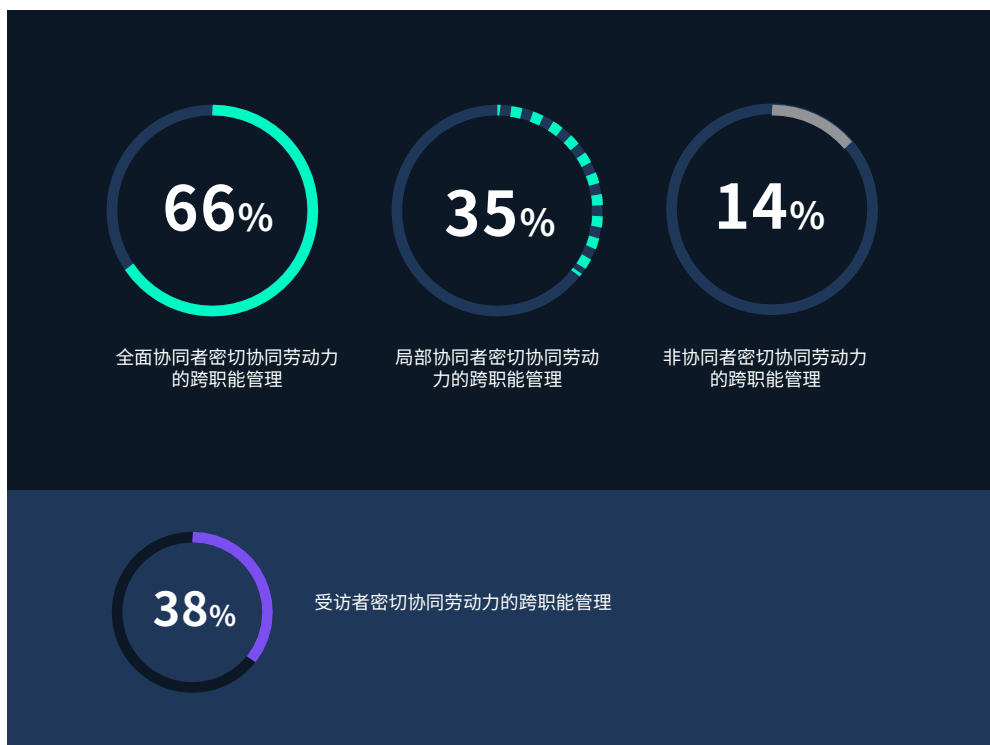 66%
35%
14%
全面协同者密切协同劳动力
的跨职能管理
局部协同者密切协同劳动
力的跨职能管理
非协同者密切协同劳动力
的跨职能管理
38%
受访者密切协同劳动力的跨职能管理